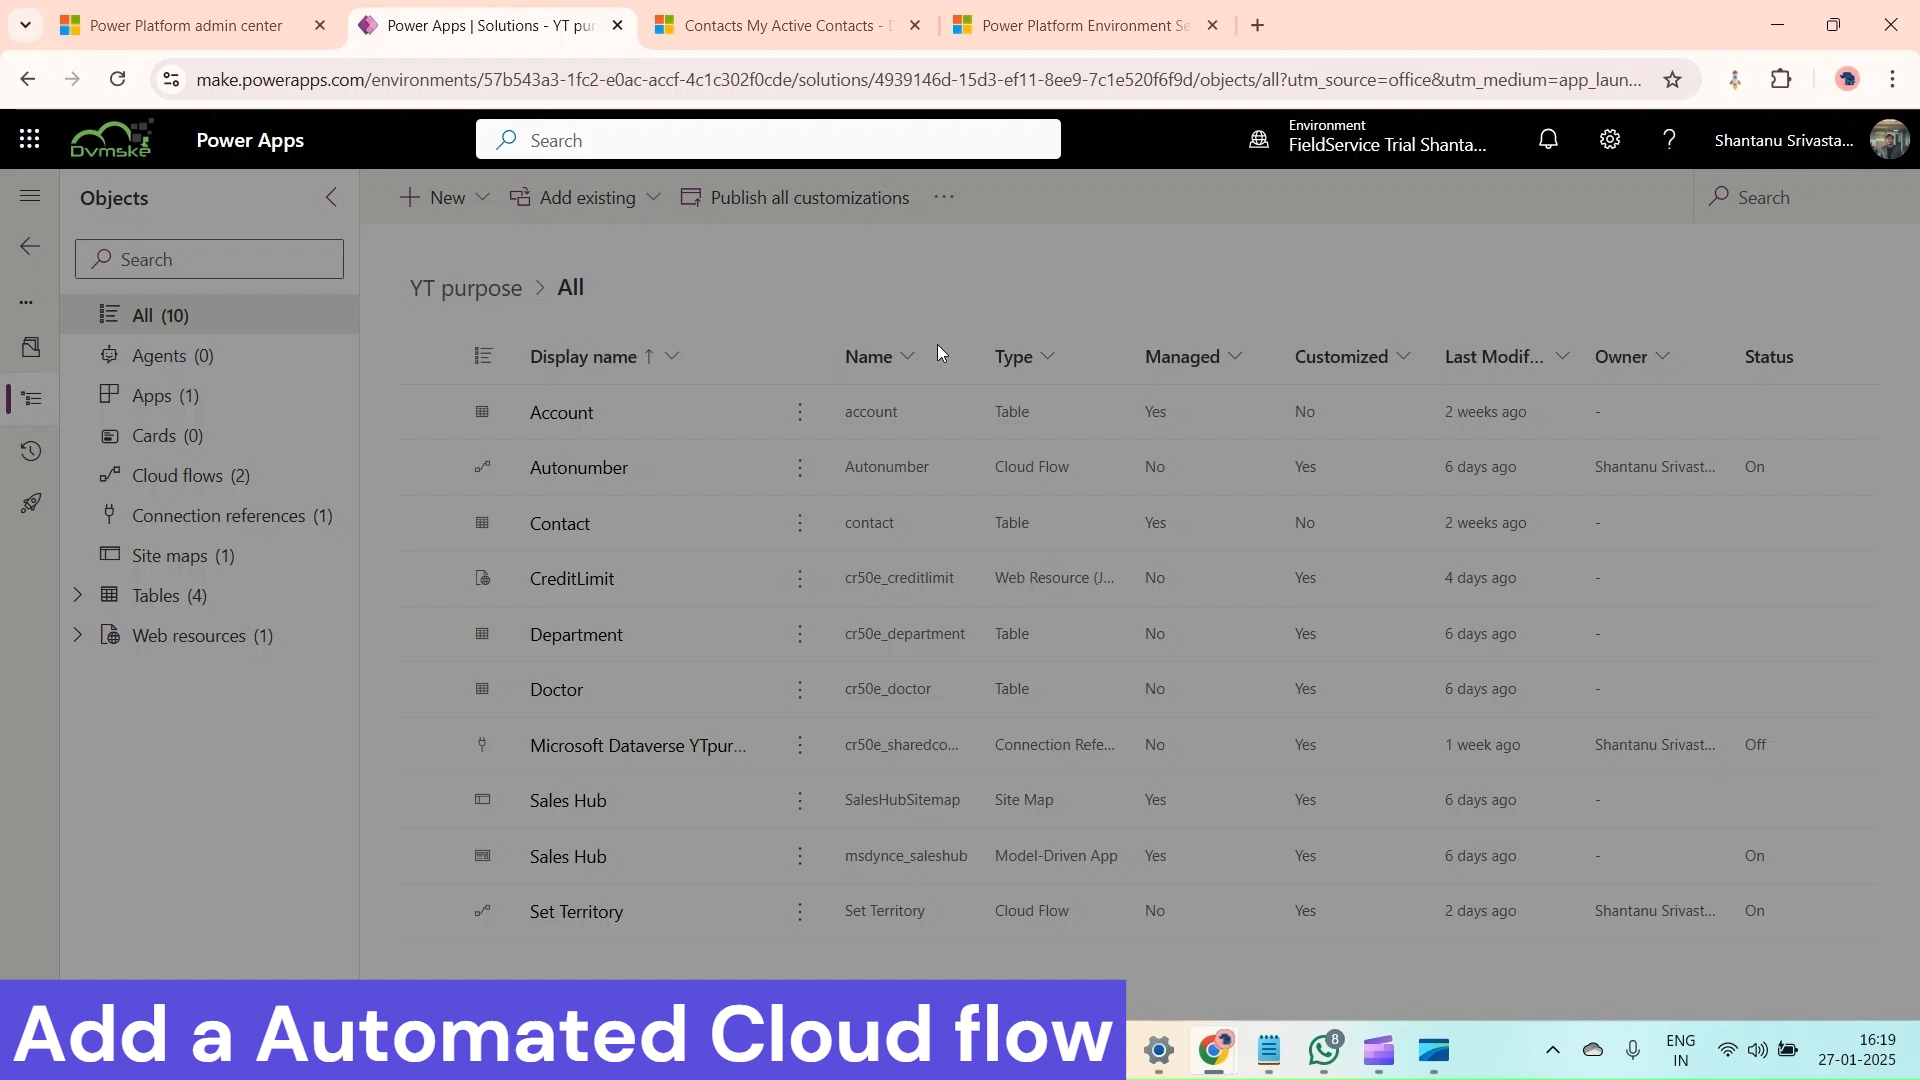 Power Platform admin center
Power Apps | Solutions - YT pur
Contacts My Active Contacts -
Power Platform Environment Se
make.powerapps.com/environments/57b543a3-1fc2-e0ac-accf-4c1c302f0cde/solutions/4939146d-15d3-ef11-8ee9-7c1e520f6f9d/objects/all?utm_source=office&utm_medium=app_laun...
Dvmske
Power Apps
Search
Environment
FieldService Trial Shanta...
Shantanu Srivasta...
Objects
New
Add existing
Publish all customizations
Search
Search
YT purpose > All
All (10)
Agents (0)
Apps (1)
Cards (0)
Cloud flows (2)
Connection references (1)
Site maps (1)
Tables (4)
Web resources (1)
Display name ↑ Name Type Managed Customized Last Modif... Owner Status
Account account Table Yes No 2 weeks ago -
Autonumber Autonumber Cloud Flow No Yes 6 days ago Shantanu Srivast... On
Contact contact Table Yes No 2 weeks ago -
CreditLimit cr50e_creditlimit Web Resource (J... No Yes 4 days ago -
Department cr50e_department Table No Yes 6 days ago -
Doctor cr50e_doctor Table No Yes 6 days ago -
Microsoft Dataverse YTpur... cr50e_sharedco... Connection Refe... No Yes 1 week ago Shantanu Srivast... Off
Sales Hub SalesHubSitemap Site Map Yes Yes 6 days ago -
Sales Hub msdynce_saleshub Model-Driven App Yes Yes 6 days ago - On
Set Territory Set Territory Cloud Flow No Yes 2 days ago Shantanu Srivast... On
Add a Automated Cloud flow
8
ENG
IN
16:19
27-01-2025